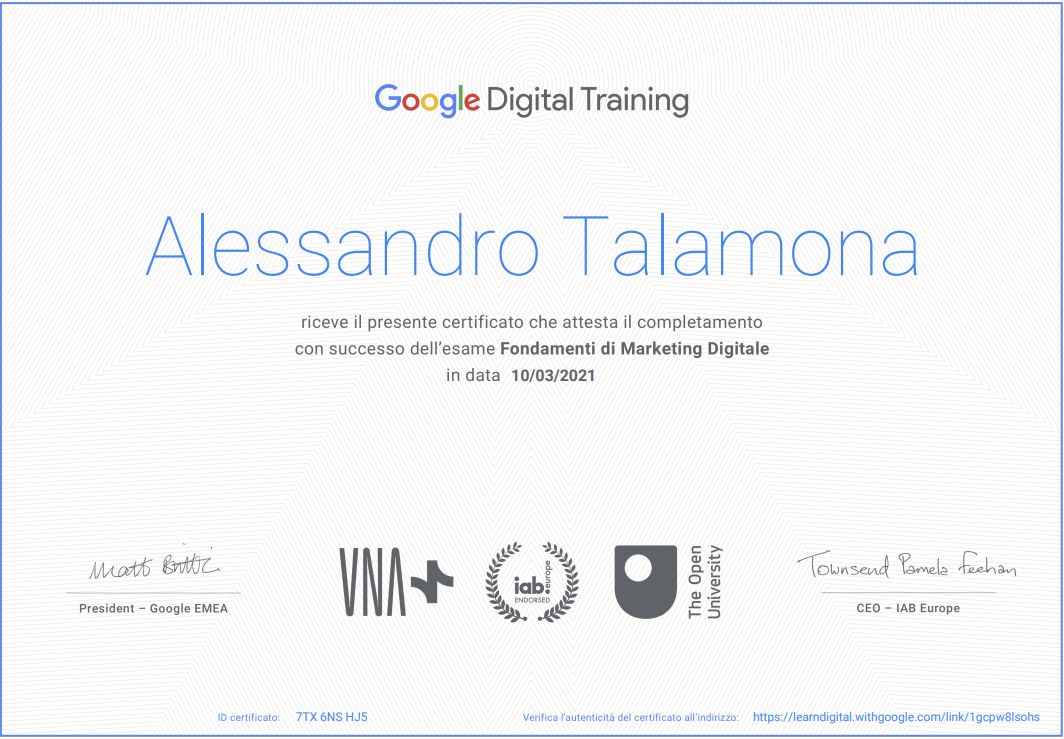 Google Digital Training
Alessandro Talamona
riceve il presente certificato che attesta il completamento
con successo dell'esame Fondamenti di Marketing Digitale
in data 10/03/2021
Matt Brittin
President – Google EMEA
VNA
iab europe
ENDORSED
The Open
University
Townsend Pamela Feehan
CEO – IAB Europe
ID certificato: 7TX 6NS HJ5
Verifica l'autenticità del certificato all'indirizzo: https://learndigital.withgoogle.com/link/1gcpw8lsohs